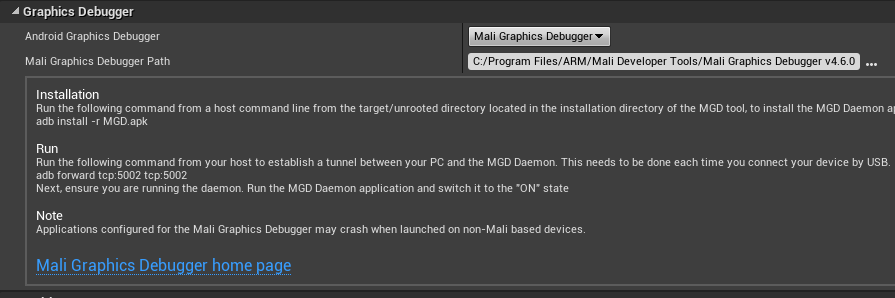 Graphics Debugger
Android Graphics Debugger
Mali Graphics Debugger
Mali Graphics Debugger Path
C:/Program Files/ARM/Mali Developer Tools/Mali Graphics Debugger v4.6.0
...
Installation
Run the following command from a host command line from the target/unrooted directory located in the installation directory of the MGD tool, to install the MGD Daemon
adb install -r MGD.apk
Run
Run the following command from your host to establish a tunnel between your PC and the MGD Daemon. This needs to be done each time you connect your device by USB.
adb forward tcp:5002 tcp:5002
Next, ensure you are running the daemon. Run the MGD Daemon application and switch it to the "ON" state
Note
Applications configured for the Mali Graphics Debugger may crash when launched on non-Mali based devices.
Mali Graphics Debugger home page